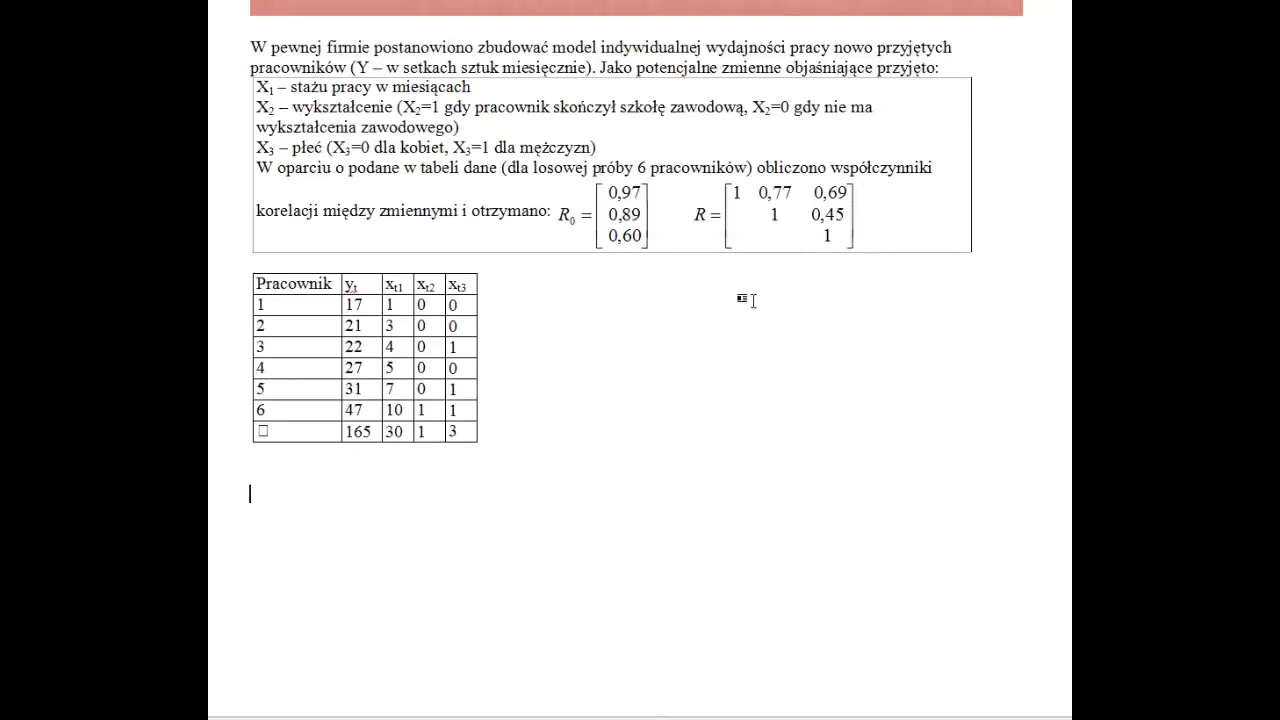 W pewnej firmie postanowiono zbudować model indywidualnej wydajności pracy nowo przyjętych
pracowników (Y – w setkach sztuk miesięcznie). Jako potencjalne zmienne objaśniające przyjęto:
X₁ – stażu pracy w miesiącach
X₂ – wykształcenie (X₂=1 gdy pracownik skończył szkołę zawodową, X₂=0 gdy nie ma
wykształcenia zawodowego)
X₃ – płeć (X₃=0 dla kobiet, X₃=1 dla mężczyzn)
W oparciu o podane w tabeli dane (dla losowej próby 6 pracowników) obliczono współczynniki
korelacji między zmiennymi i otrzymano: R₀ = [0,97 0,89 0,60] R = [1 0,77 0,69
1 0,45
1]
Pracownik yₜ xₜ₁ xₜ₂ xₜ₃
1 17 1 0 0
2 21 3 0 0
3 22 4 0 1
4 27 5 0 0
5 31 7 0 1
6 47 10 1 1
□ 165 30 1 3